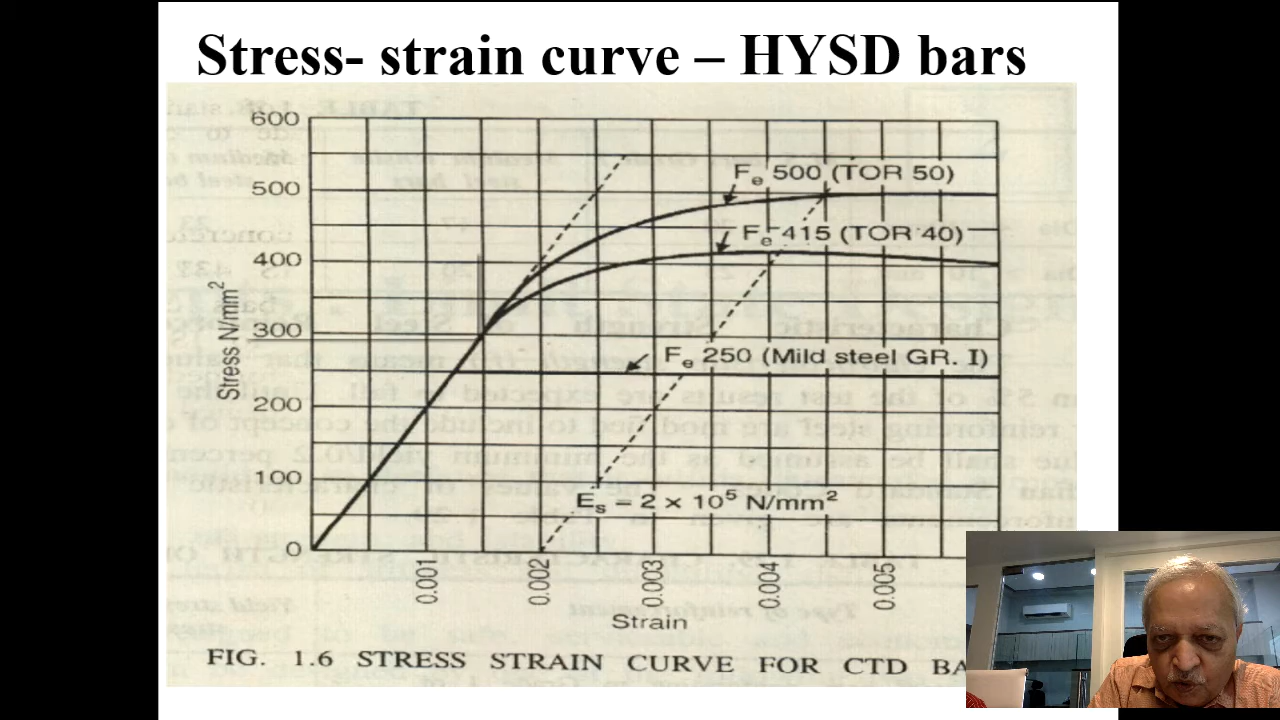 Stress- strain curve – HYSD bars
600
500
400
300
200
100
0
Stress N/mm²
Fe 500 (TOR 50)
Fe 415 (TOR 40)
Fe 250 (Mild steel GR. I)
Es = 2 x 10⁵ N/mm²
0.001
0.002
0.003
0.004
0.005
Strain
FIG. 1.6 STRESS STRAIN CURVE FOR CTD BA